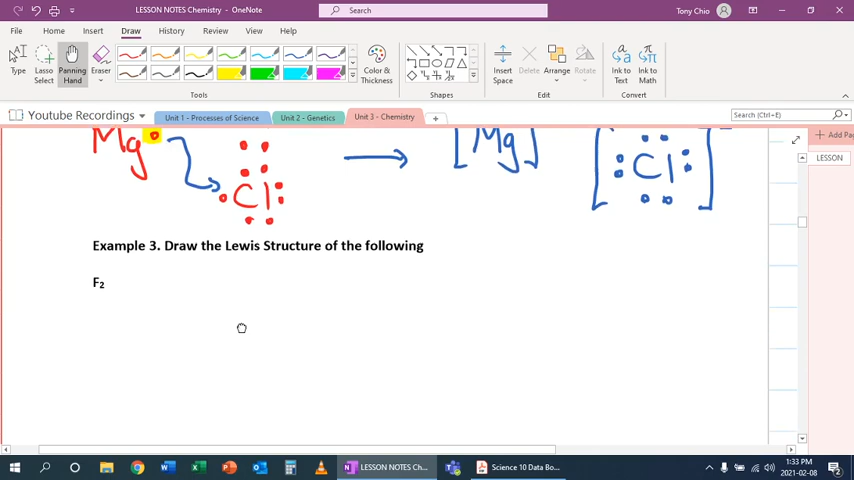 LESSON NOTES Chemistry - OneNote
Search
Tony Chio
File
Home
Insert
Draw
History
Review
View
Help
Type
Lasso Select
Panning Hand
Eraser
Color & Thickness
Insert Space
Delete
Arrange
Rotate
Ink to Text
Ink to Math
Tools
Shapes
Edit
Convert
Youtube Recordings
Unit 1 - Processes of Science
Unit 2 - Genetics
Unit 3 - Chemistry
Search (Ctrl+E)
Add Page
LESSON
Mg
Cl
[Mg]
[Cl]
Example 3. Draw the Lewis Structure of the following
F₂
LESSON NOTES Ch...
Science 10 Data Bo...
1:33 PM
2021-02-08
2